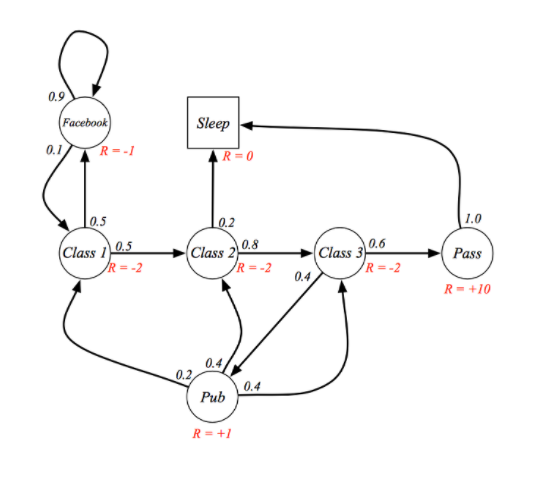 0.9
Facebook
0.1
R = -1
Sleep
R = 0
0.5
0.2
1.0
Class 1
0.5
R = -2
Class 2
0.8
R = -2
Class 3
0.6
R = -2
Pass
R = +10
0.4
0.2
0.4
0.4
Pub
R = +1